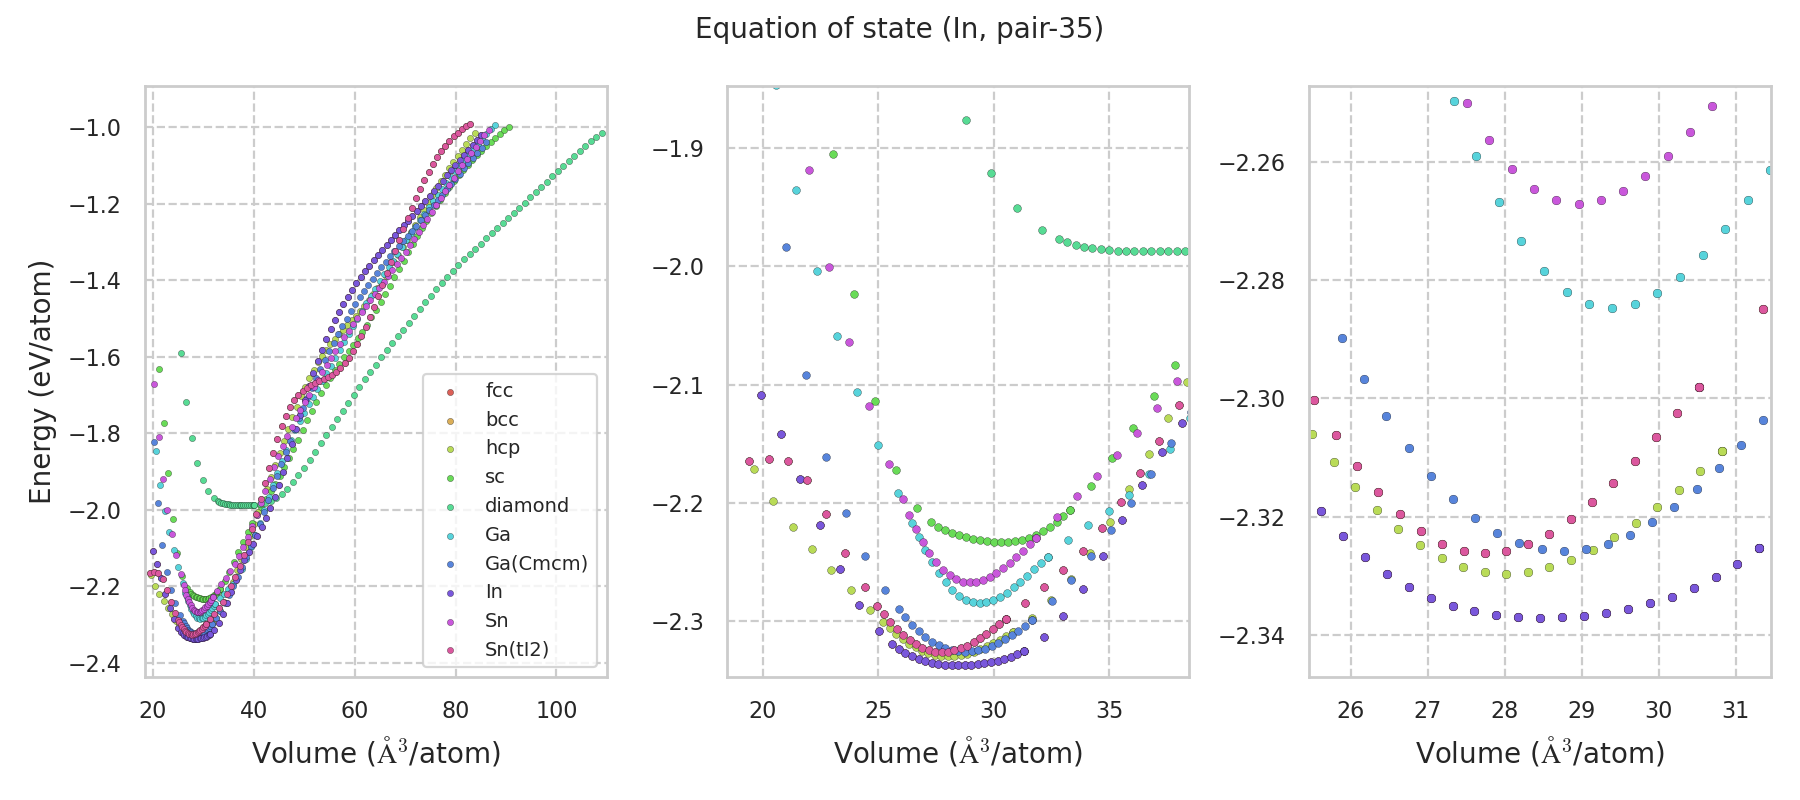 Equation of state (In, pair-35)
Energy (eV/atom)
−1.0
−1.2
−1.4
−1.6
−1.8
−2.0
−2.2
−2.4
20 40 60 80 100
Volume (Å³/atom)
fcc
bcc
hcp
sc
diamond
Ga
Ga(Cmcm)
In
Sn
Sn(tI2)
−1.9
−2.0
−2.1
−2.2
−2.3
20 25 30 35
Volume (Å³/atom)
−2.26
−2.28
−2.30
−2.32
−2.34
26 27 28 29 30 31
Volume (Å³/atom)